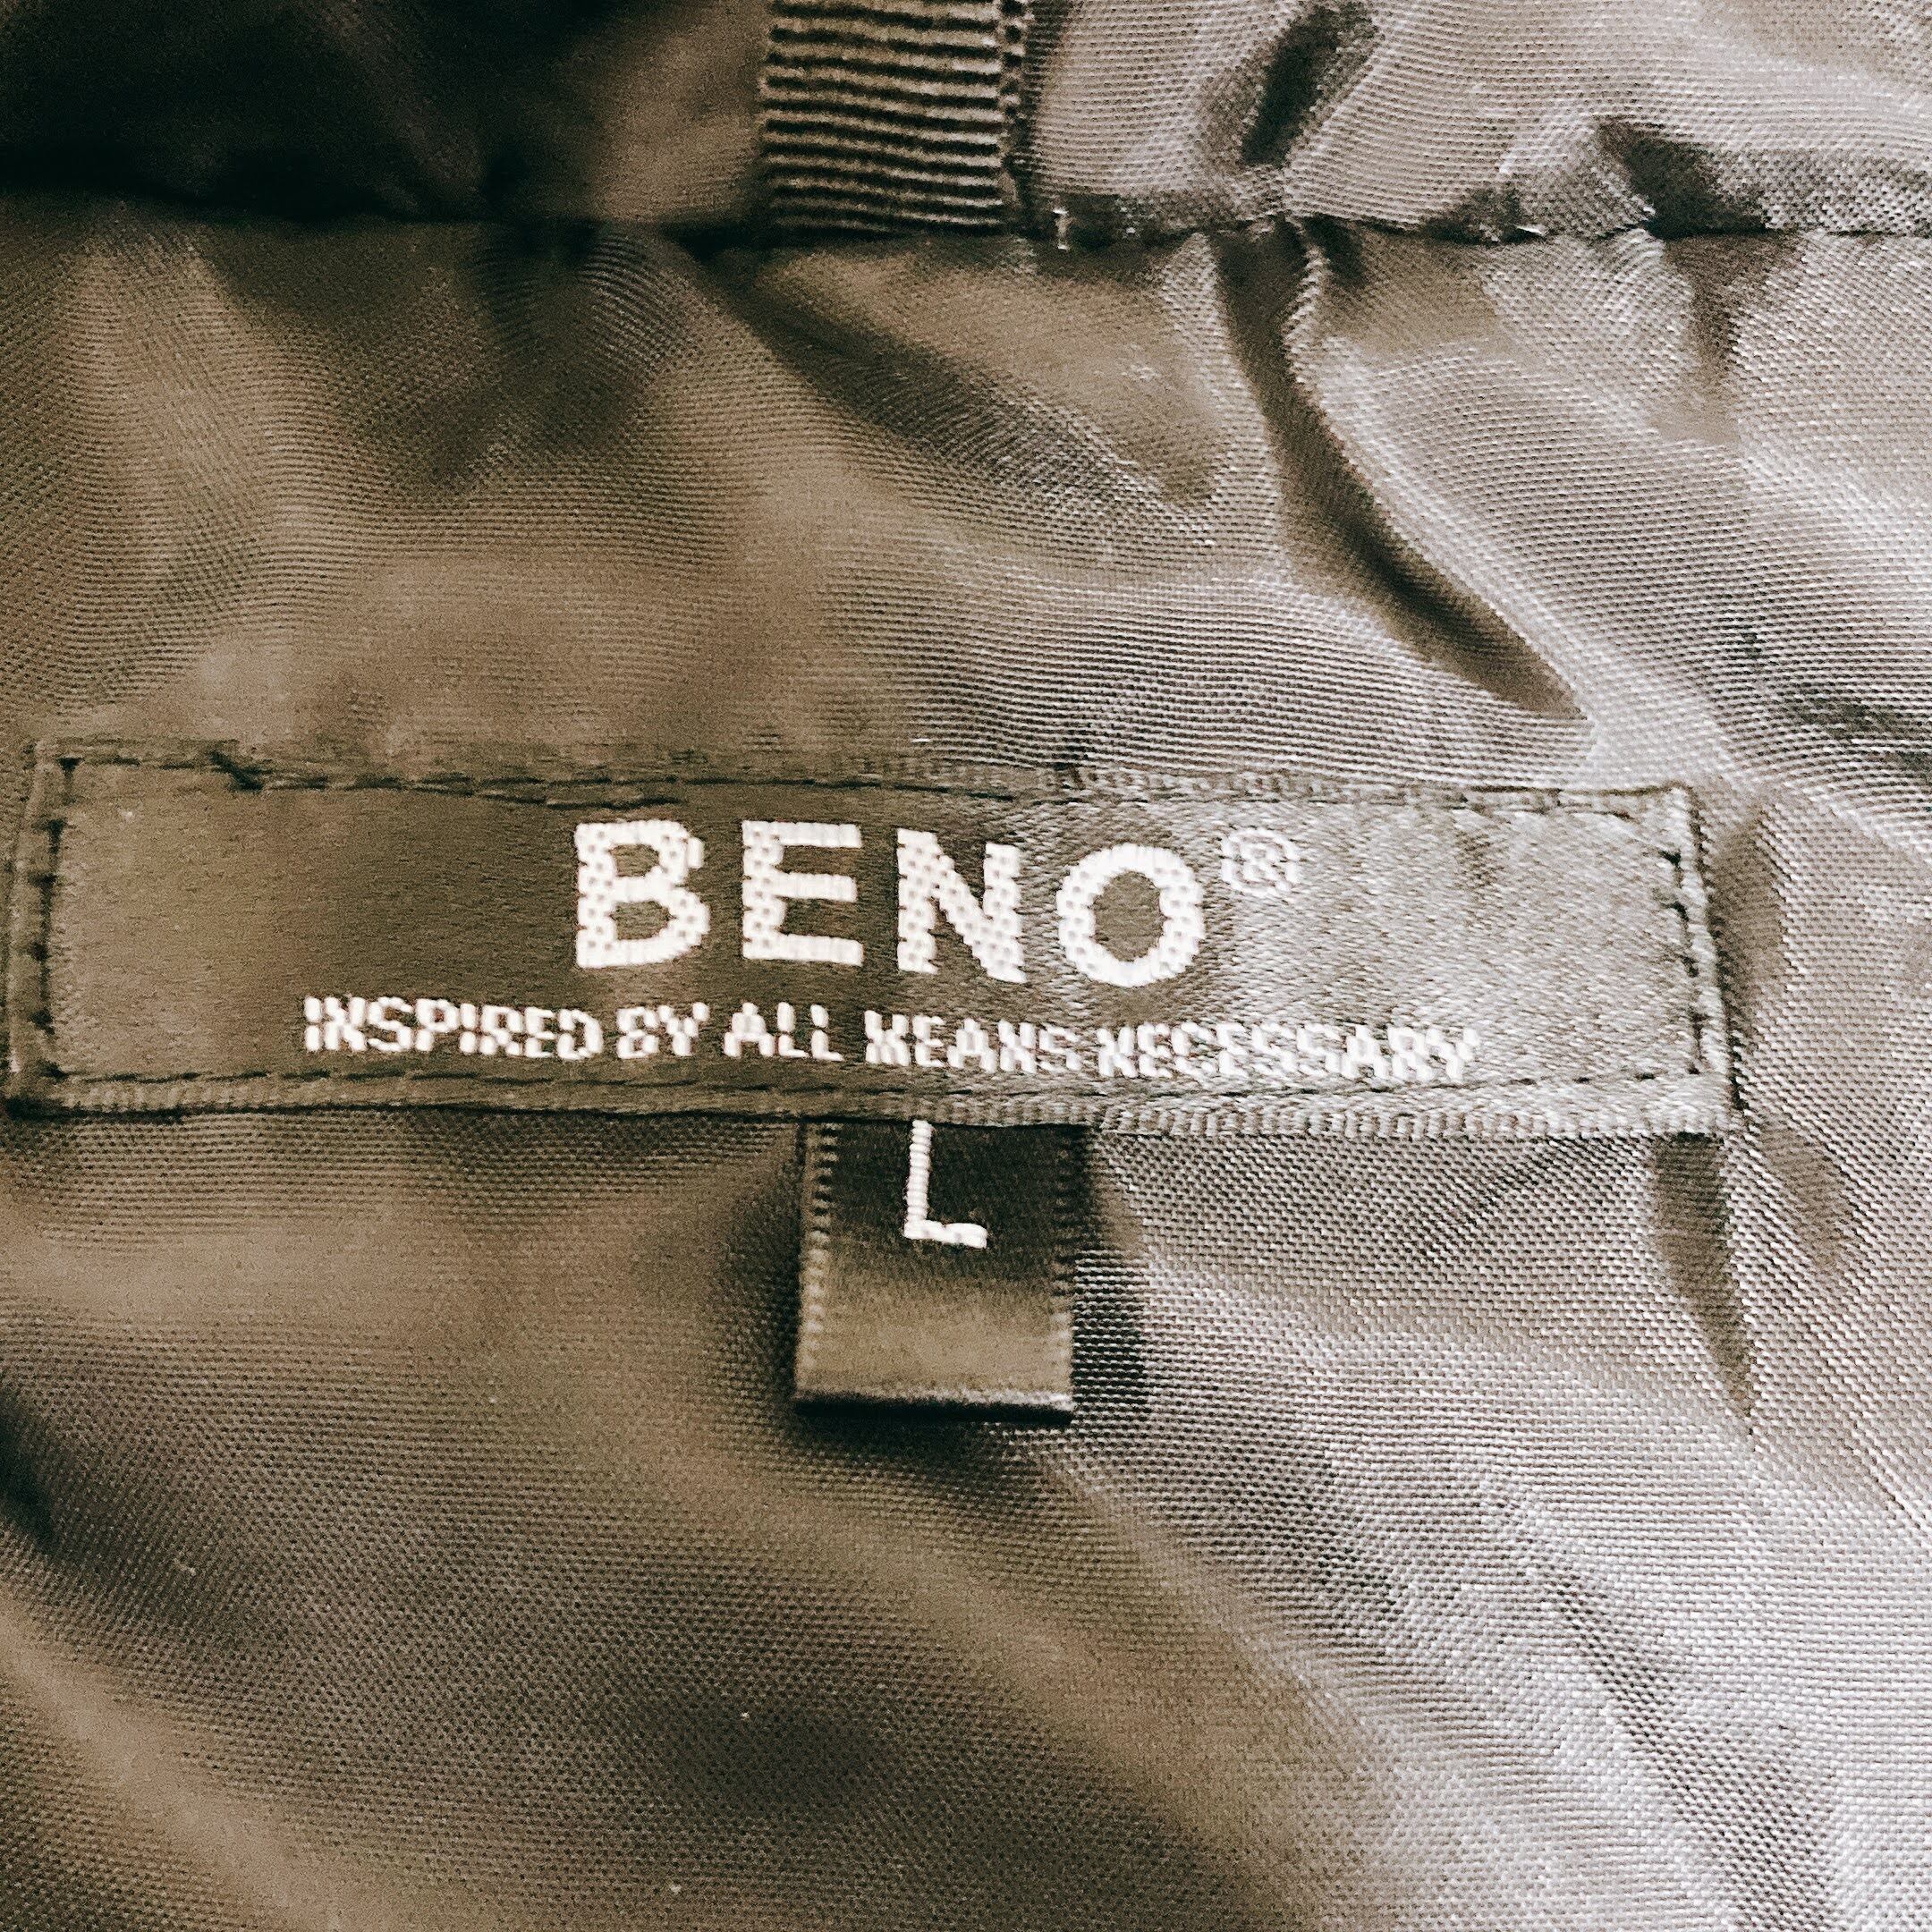 BENO®
INSPIRED BY ALL MEANS NECESSARY
L